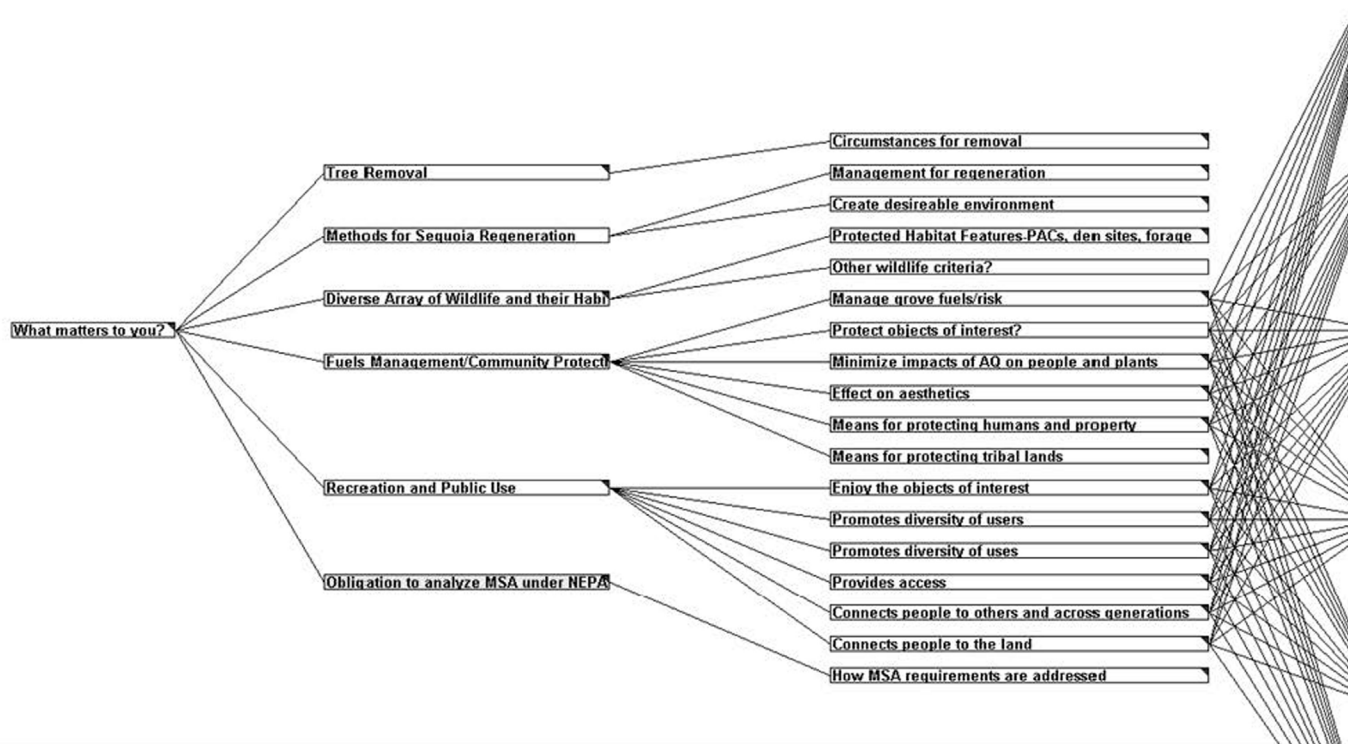 What matters to you?
Tree Removal
Methods for Sequoia Regeneration
Diverse Array of Wildlife and their Habi
Fuels Management/Community Protecti
Recreation and Public Use
Obligation to analyze MSA under NEPA
Circumstances for removal
Management for regeneration
Create desireable environment
Protected Habitat Features-PACs, den sites, forage
Other wildlife criteria?
Manage grove fuels/risk
Protect objects of interest?
Minimize impacts of AQ on people and plants
Effect on aesthetics
Means for protecting humans and property
Means for protecting tribal lands
Enjoy the objects of interest
Promotes diversity of users
Promotes diversity of uses
Provides access
Connects people to others and across generations
Connects people to the land
How MSA requirements are addressed